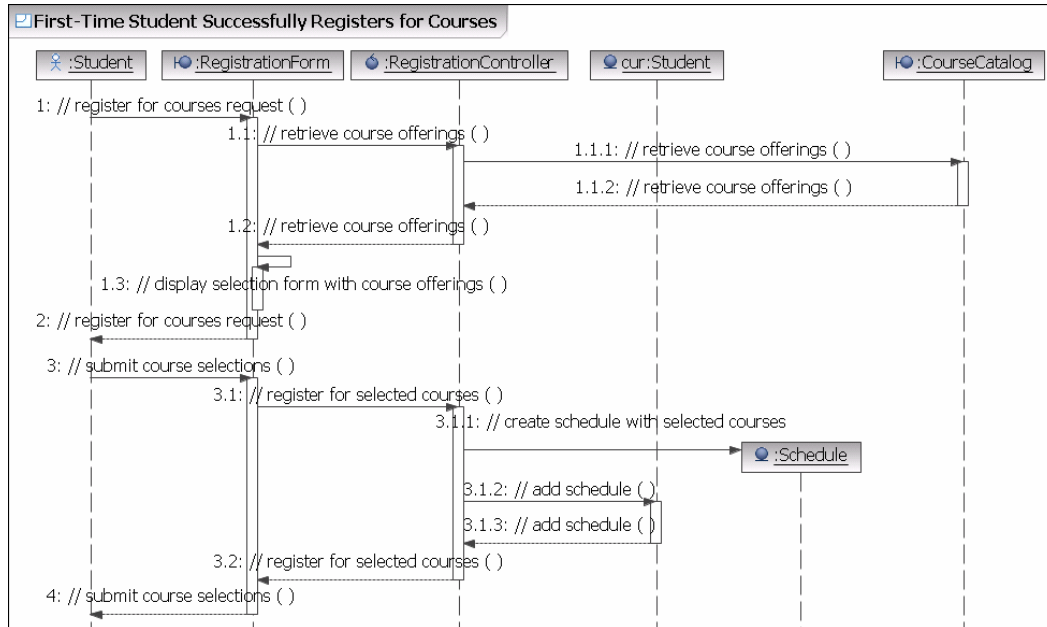 First-Time Student Successfully Registers for Courses
:Student
:RegistrationForm
:RegistrationController
cur:Student
:CourseCatalog
1: // register for courses request ( )
1.1: // retrieve course offerings ( )
1.1.1: // retrieve course offerings ( )
1.1.2: // retrieve course offerings ( )
1.2: // retrieve course offerings ( )
1.3: // display selection form with course offerings ( )
2: // register for courses request ( )
3: // submit course selections ( )
3.1: // register for selected courses ( )
3.1.1: // create schedule with selected courses
:Schedule
3.1.2: // add schedule ( )
3.1.3: // add schedule ( )
3.2: // register for selected courses ( )
4: // submit course selections ( )